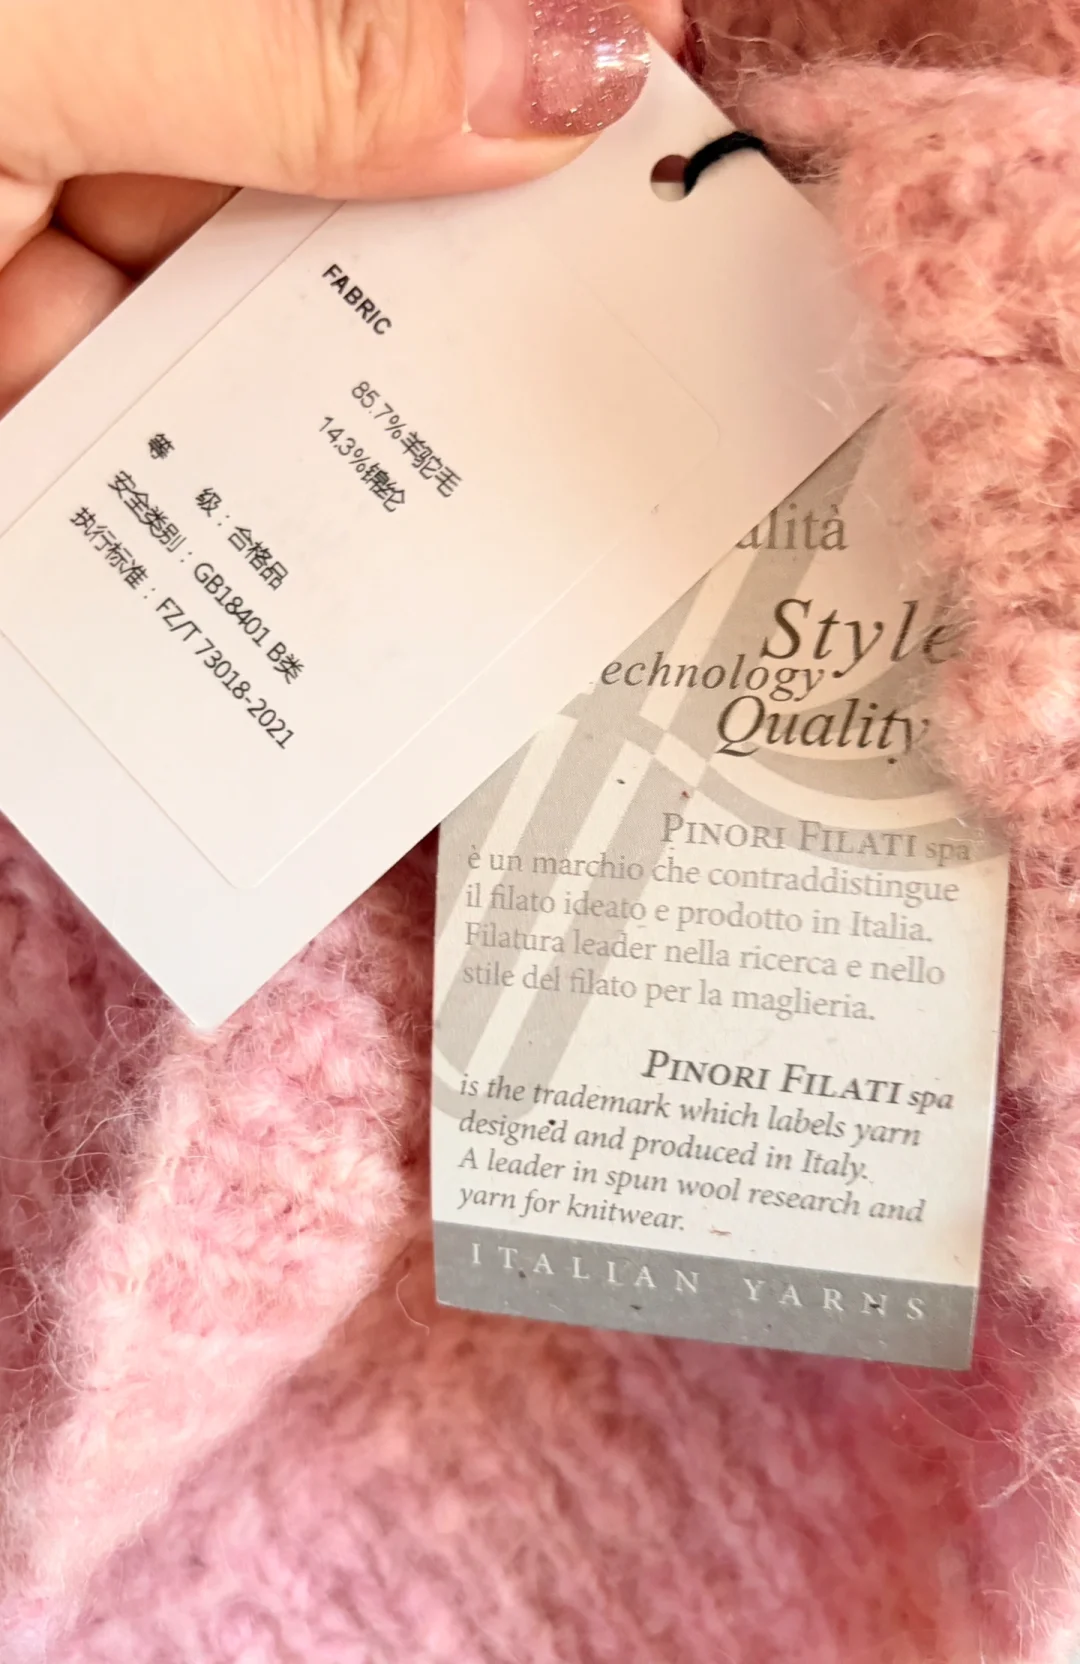 FABRIC
85.7%羊驼毛
14.3%锦纶
等 级：合格品
安全类别：GB18401 B类
执行标准：FZ/T 73018-2021
alità
Style
echnology
Quality
PINORI FILATI spa
è un marchio che contraddistingue
il filato ideato e prodotto in Italia.
Filatura leader nella ricerca e nello
stile del filato per la maglieria.
PINORI FILATI spa
is the trademark which labels yarn
designed and produced in Italy.
A leader in spun wool research and
yarn for knitwear.
ITALIAN YARNS